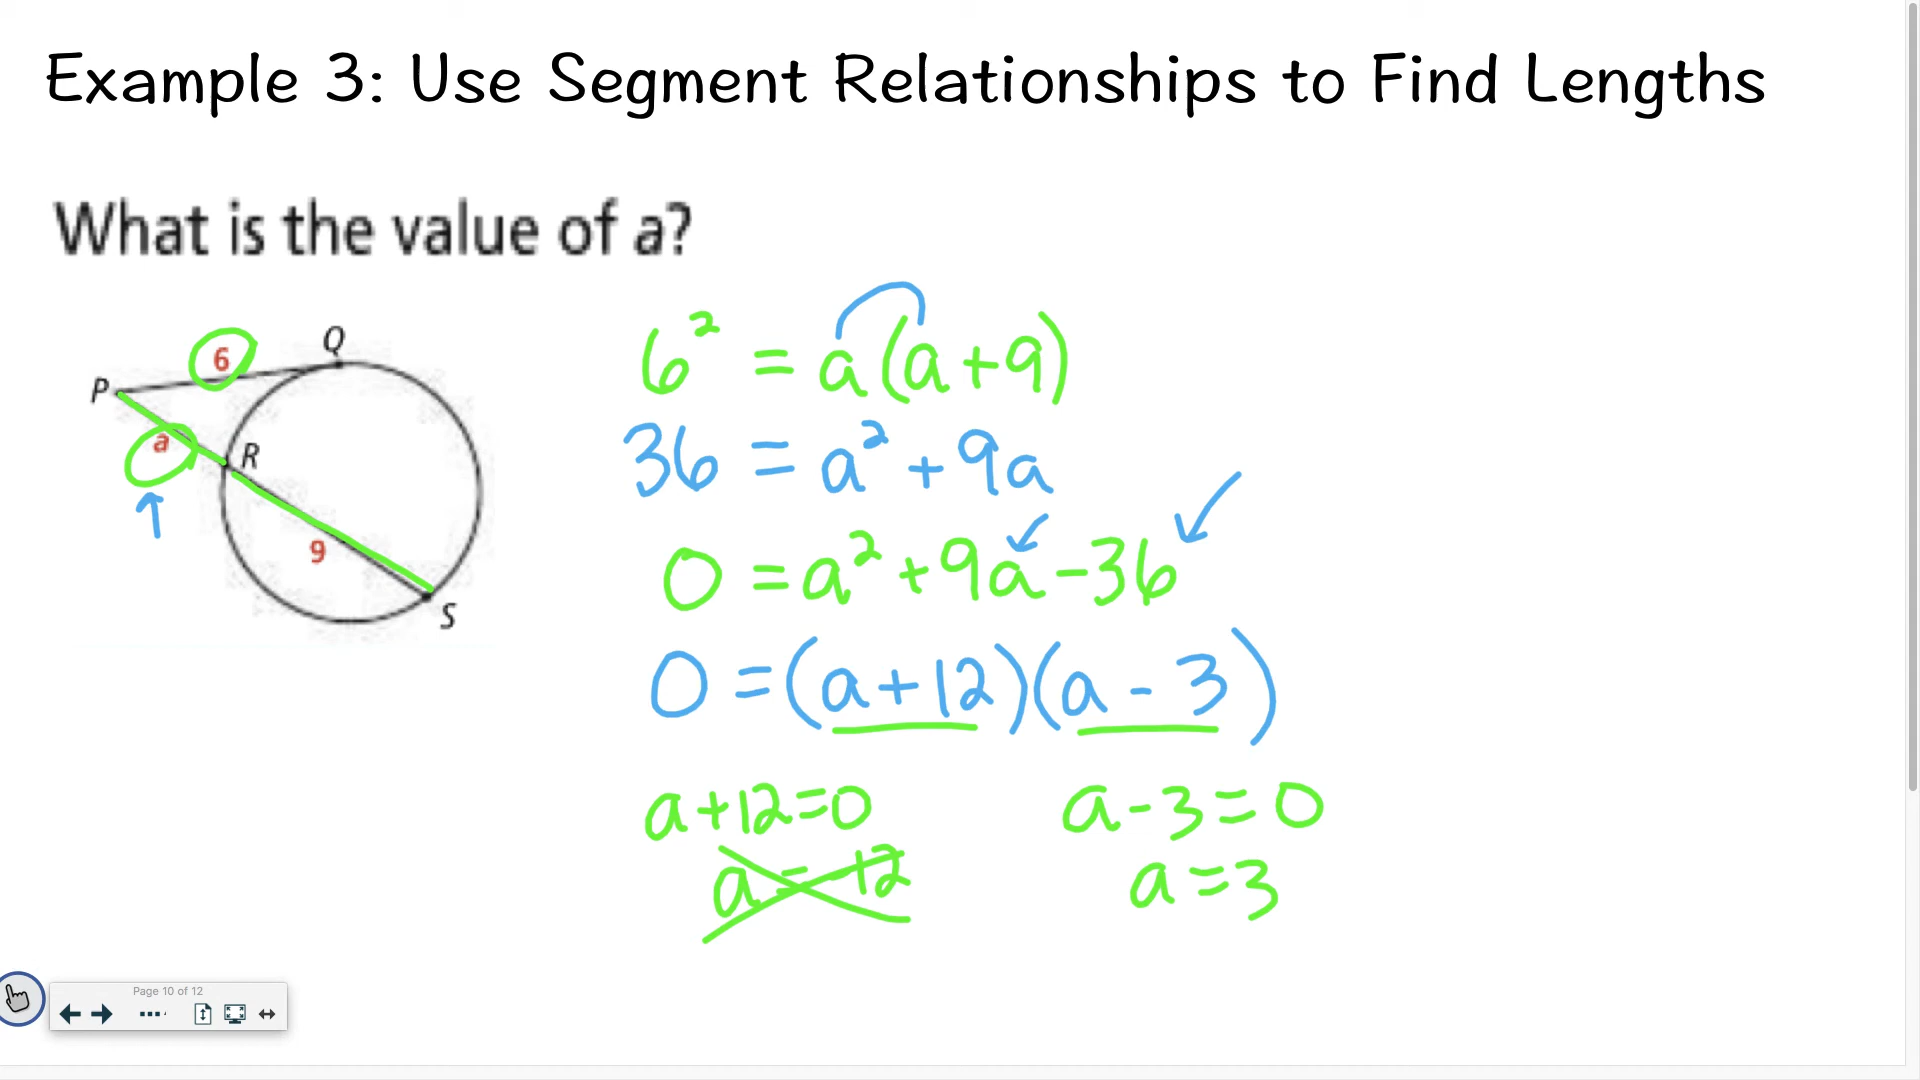 Example 3: Use Segment Relationships to Find Lengths
What is the value of a?
Q
6
P
a
R
9
S
6² = a(a+9)
36 = a² + 9a
0 = a² + 9a - 36
0 = (a + 12)(a - 3)
a + 12 = 0
a = -12
a - 3 = 0
a = 3
Page 10 of 12